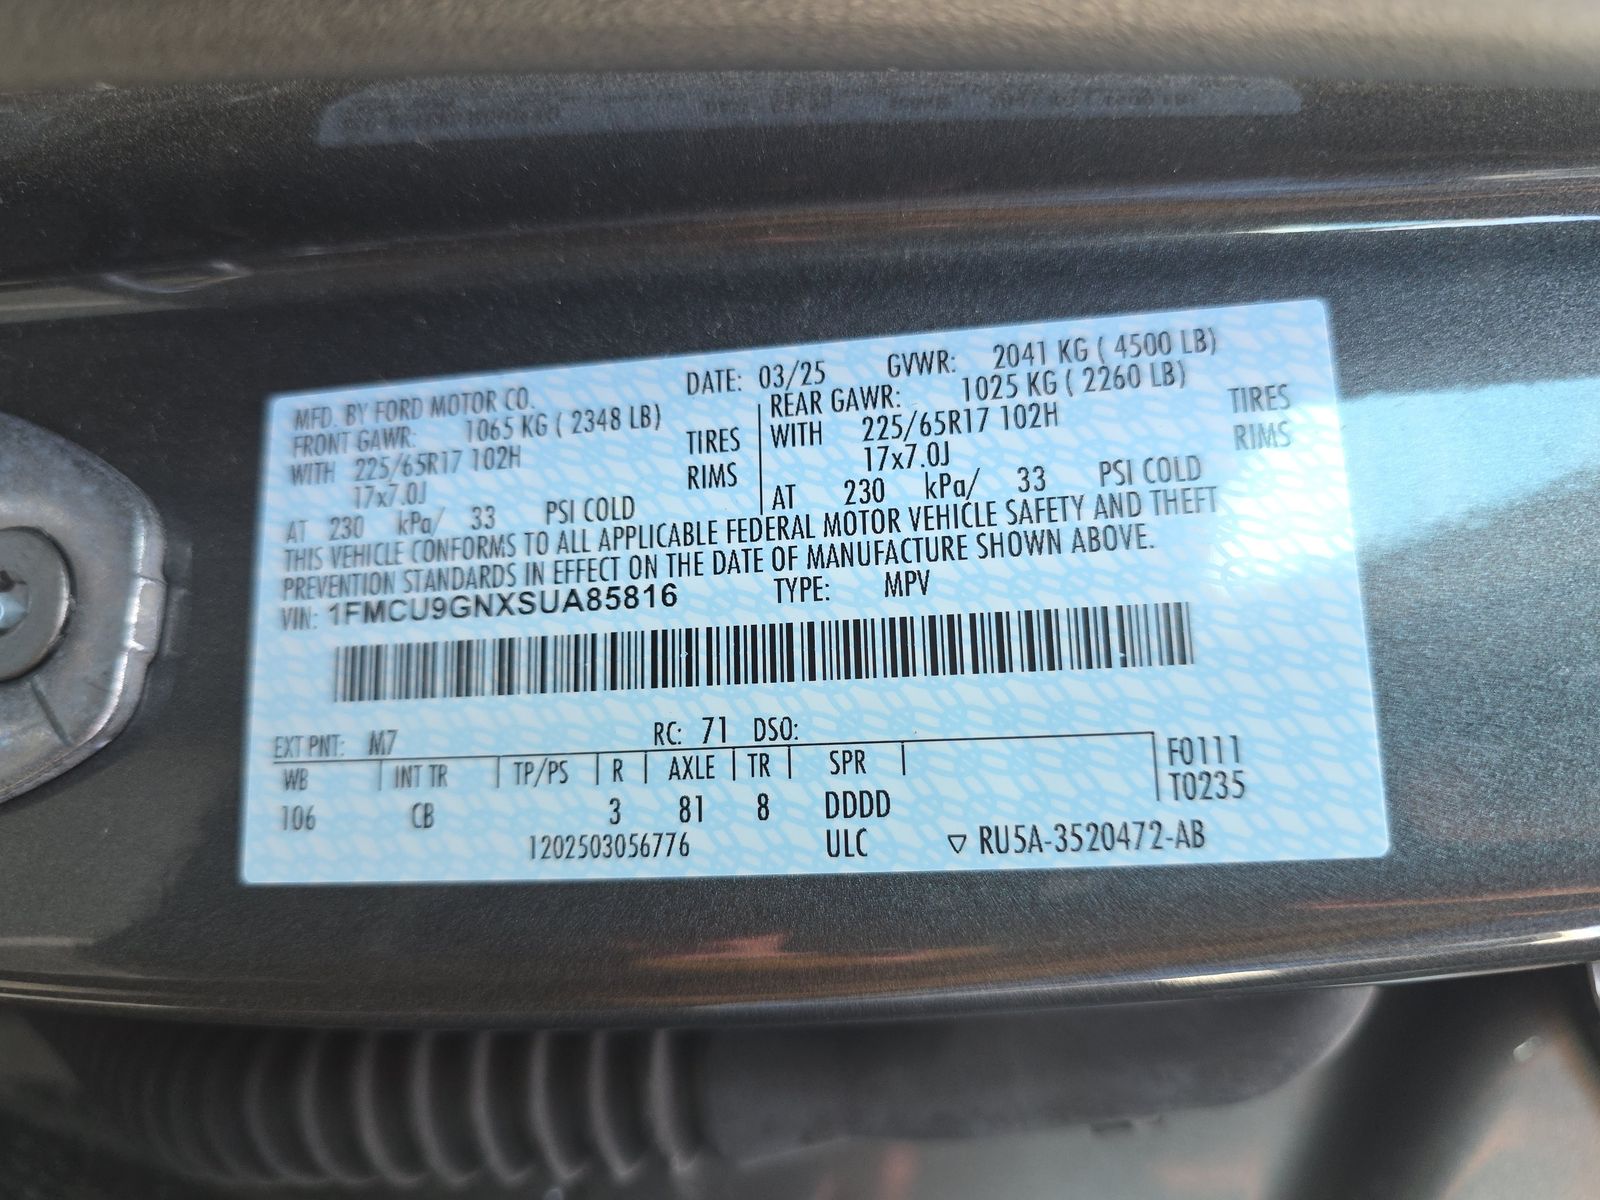 MFD. BY FORD MOTOR CO. DATE: 03/25 GVWR: 2041 KG ( 4500 LB)
FRONT GAWR: 1065 KG ( 2348 LB) REAR GAWR: 1025 KG ( 2260 LB)
WITH 225/65R17 102H TIRES WITH 225/65R17 102H TIRES
17x7.0J RIMS 17x7.0J RIMS
AT 230 kPa/ 33 PSI COLD AT 230 kPa/ 33 PSI COLD
THIS VEHICLE CONFORMS TO ALL APPLICABLE FEDERAL MOTOR VEHICLE SAFETY AND THEFT
PREVENTION STANDARDS IN EFFECT ON THE DATE OF MANUFACTURE SHOWN ABOVE.
VIN: 1FMCU9GNXSUA85816 TYPE: MPV
EXT PNT: M7 RC: 71 DSO:
WB INT TR TP/PS R AXLE TR SPR F0111
106 CB 3 81 8 DDDD T0235
1202503056776 ULC ▽ RU5A-3520472-AB